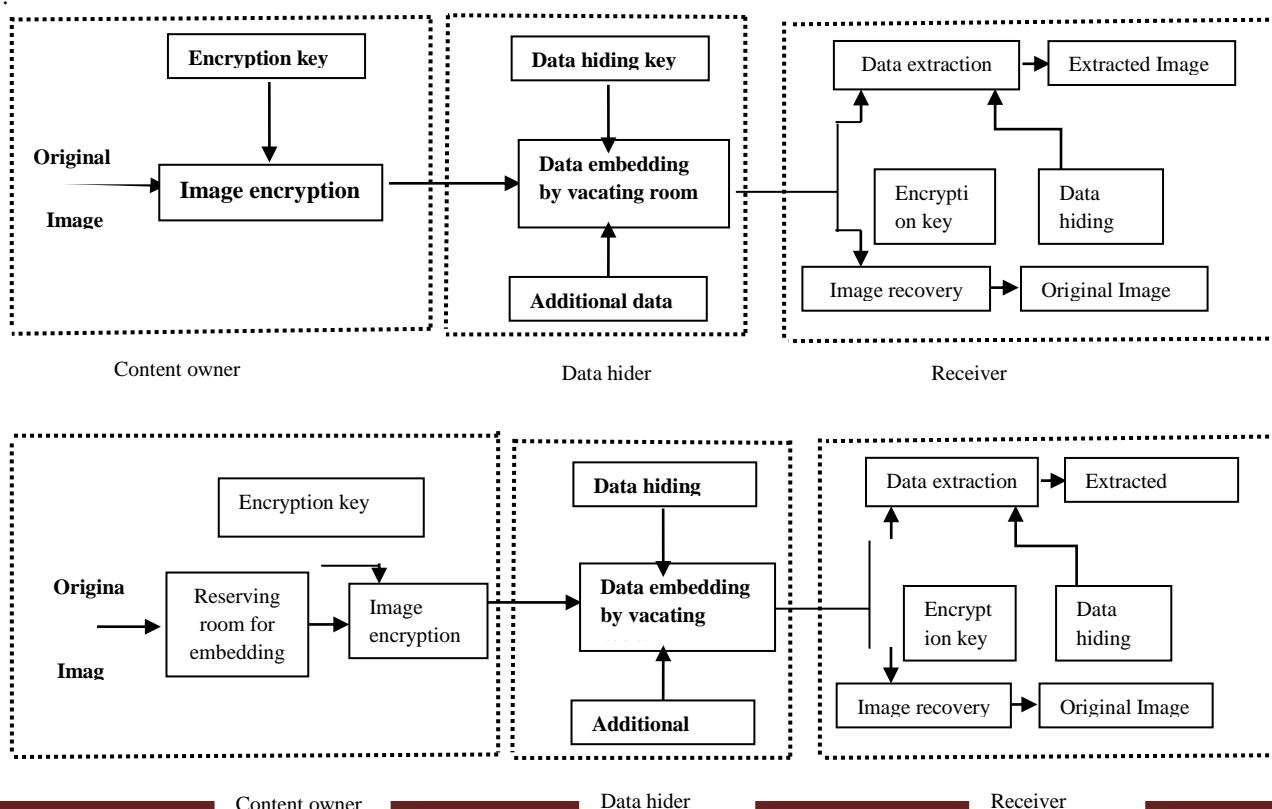 .
Encryption key
Data hiding key
Data extraction
Extracted Image
Original
Image
Image encryption
Data embedding
by vacating room
Encrypti
on key
Data
hiding
Additional data
Image recovery
Original Image
Content owner
Data hider
Receiver
Encryption key
Data hiding
Data extraction
Extracted
Origina
Imag
Reserving
room for
embedding
Image
encryption
Data embedding
by vacating
Encrypt
ion key
Data
hiding
Additional
Image recovery
Original Image
Content owner
Data hider
Receiver